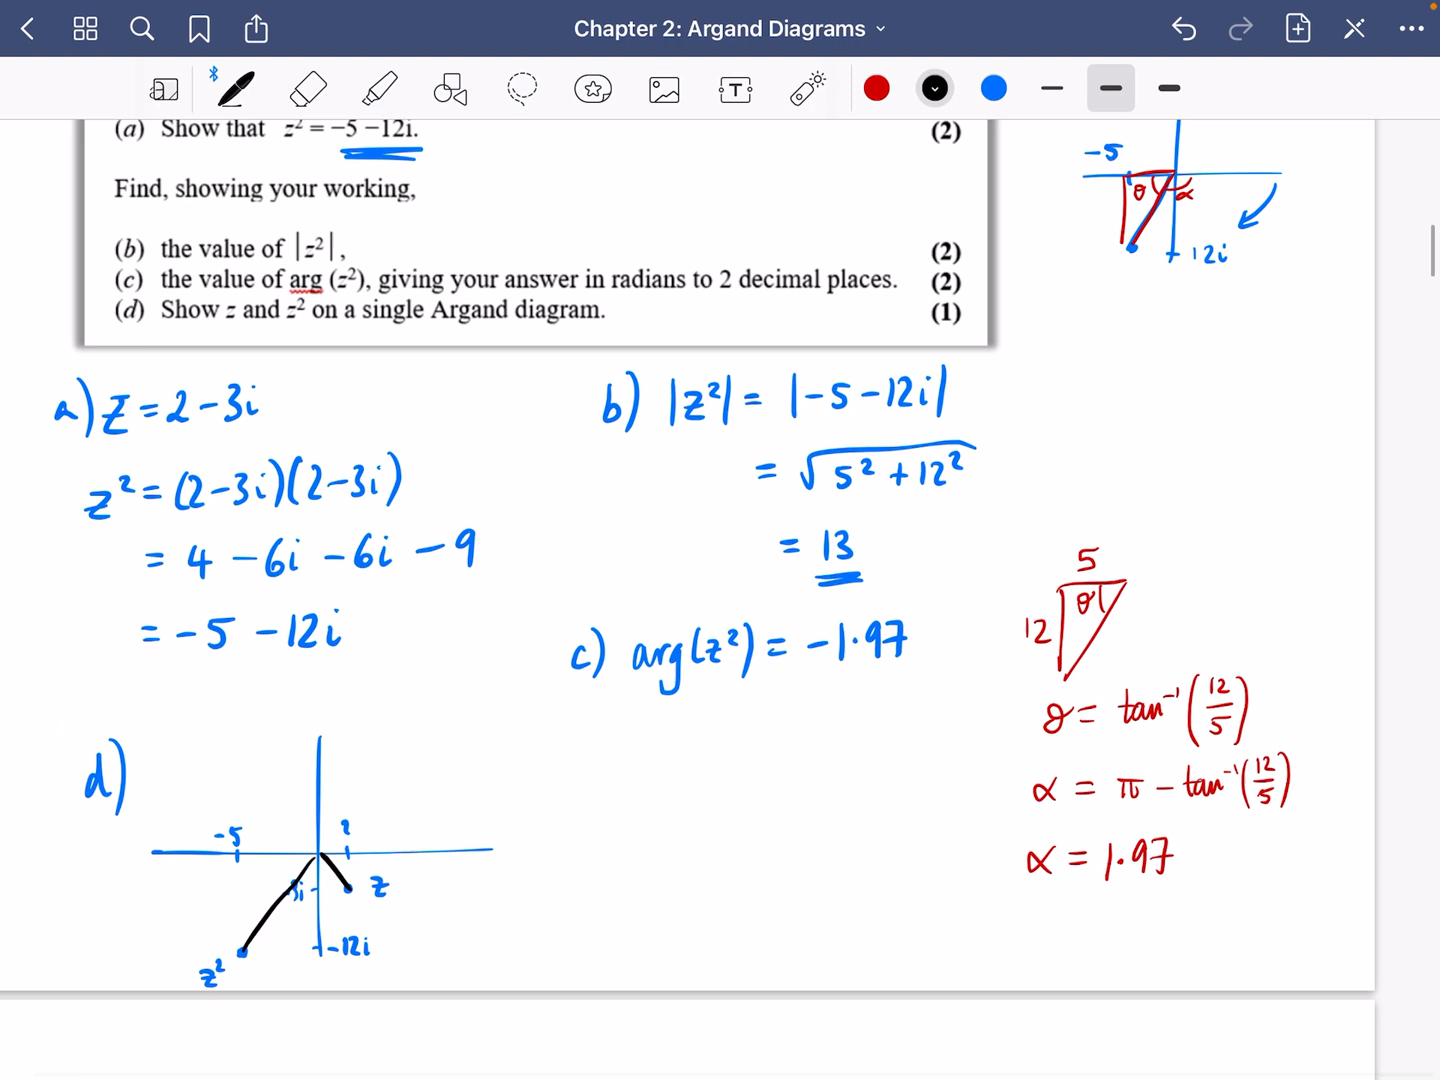 Chapter 2: Argand Diagrams
(a) Show that z² = −5 −12i. (2)
Find, showing your working,
(b) the value of |z²|, (2)
(c) the value of arg (z²), giving your answer in radians to 2 decimal places. (2)
(d) Show z and z² on a single Argand diagram. (1)
-5
θ α
12i
a) z = 2 - 3i
z² = (2-3i)(2-3i)
= 4 - 6i - 6i - 9
= -5 - 12i
b) |z²| = |-5 - 12i|
= √5² + 12²
= 13
c) arg(z²) = -1.97
5
θ
12
θ = tan⁻¹(12/5)
α = π - tan⁻¹(12/5)
α = 1.97
d)
-5 2
3i z
-12i
z²